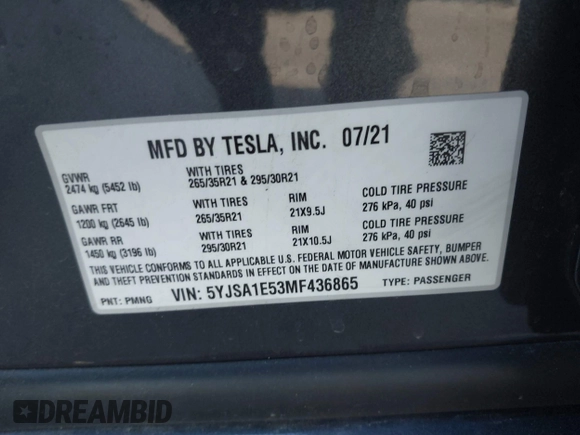 MFD BY TESLA, INC. 07/21
GVWR
2474 kg (5452 lb)
WITH TIRES
265/35R21 & 295/30R21
GAWR FRT
1200 kg (2645 lb)
WITH TIRES
265/35R21
RIM
21X9.5J
COLD TIRE PRESSURE
276 kPa, 40 psi
GAWR RR
1450 kg (3196 lb)
WITH TIRES
295/30R21
RIM
21X10.5J
COLD TIRE PRESSURE
276 kPa, 40 psi
THIS VEHICLE CONFORMS TO ALL APPLICABLE U.S. FEDERAL MOTOR VEHICLE SAFETY, BUMPER
AND THEFT PREVENTION STANDARDS IN EFFECT ON THE DATE OF MANUFACTURE SHOWN ABOVE.
PNT: PMNG
VIN: 5YJSA1E53MF436865
TYPE: PASSENGER
DREAMBID